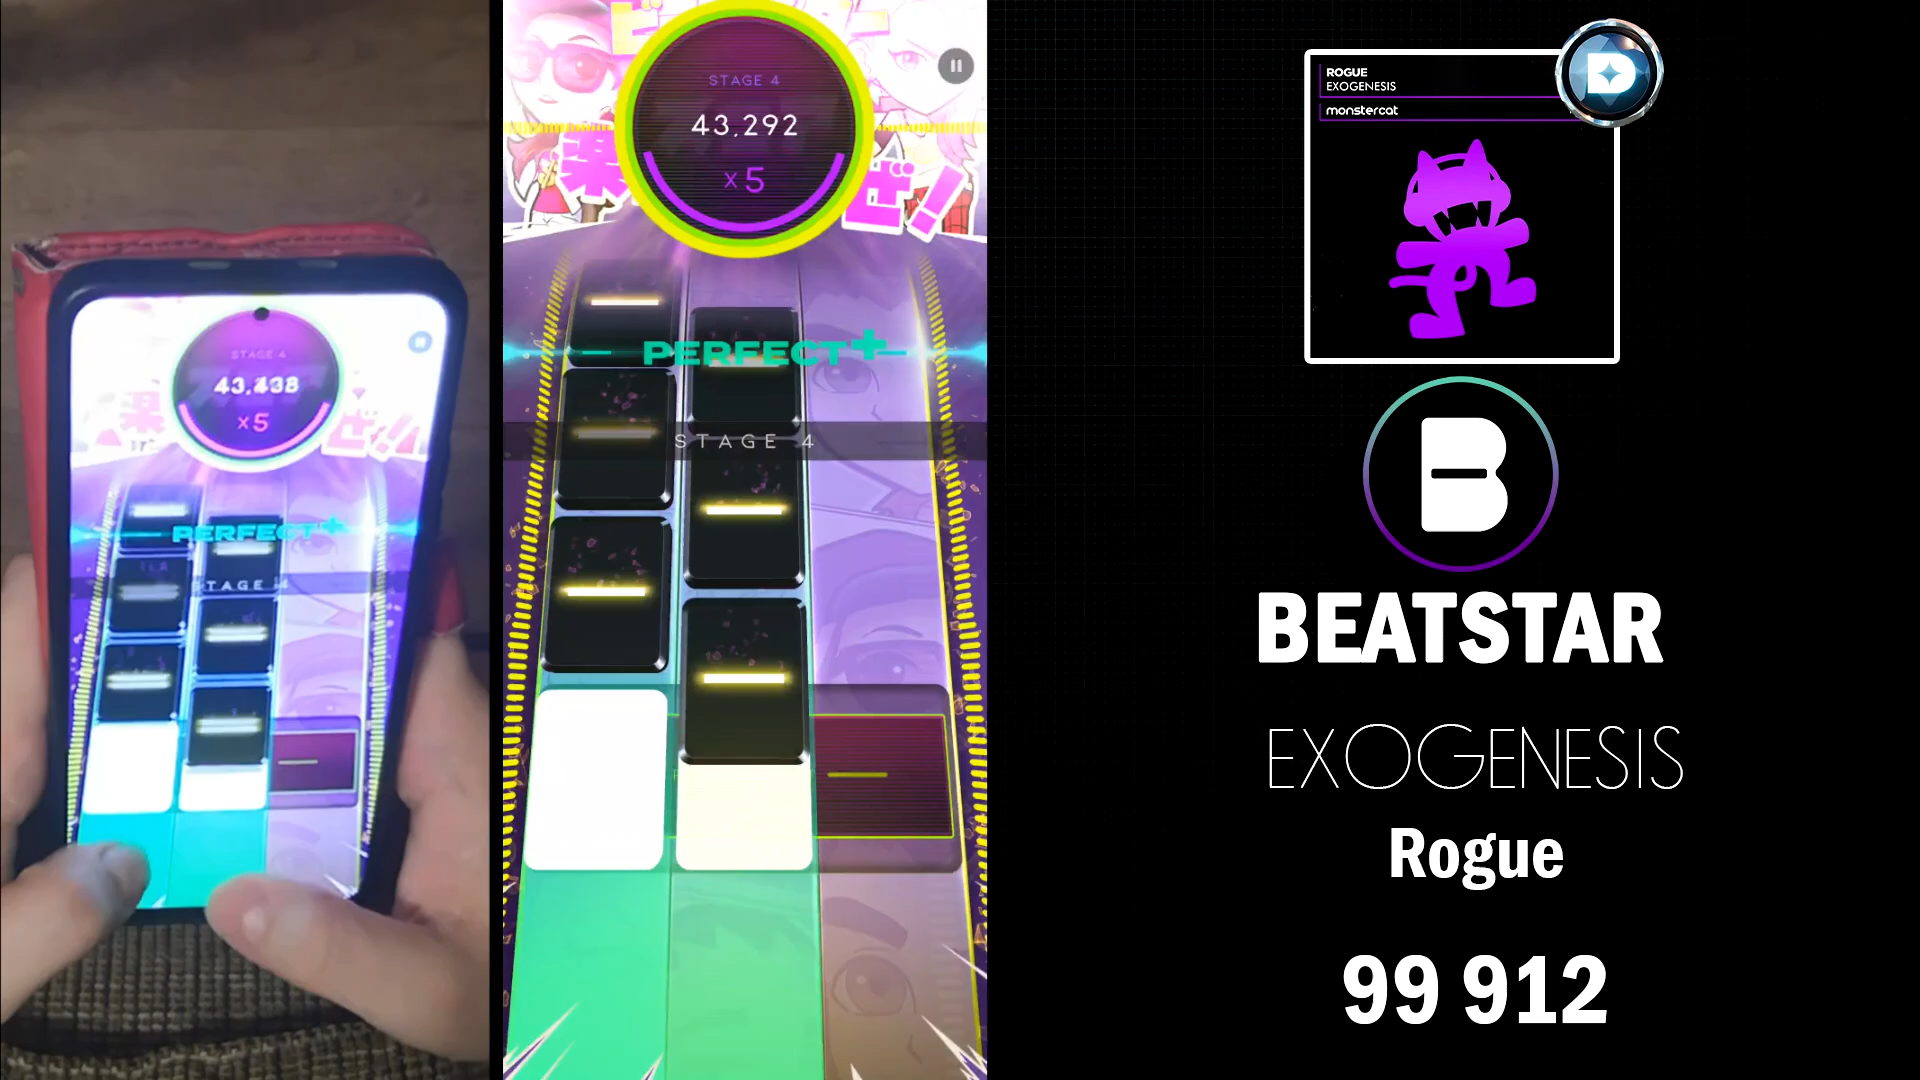 STAGE 4
43,438
x5
PERFECT+
STAGE 4
STAGE 4
43,292
x5
ぜ!
PERFECT+
STAGE 4
ROGUE
EXOGENESIS
monstercat
D
B
BEATSTAR
EXOGENESIS
Rogue
99 912